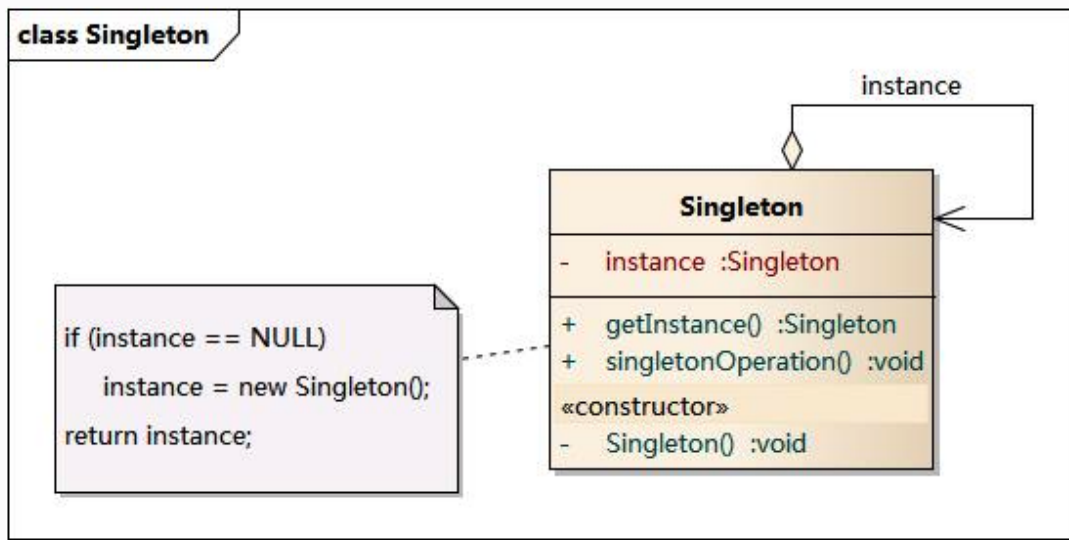 class Singleton
instance
Singleton
- instance :Singleton
+ getInstance() :Singleton
+ singletonOperation() :void
«constructor»
- Singleton() :void
if (instance == NULL)
instance = new Singleton();
return instance;